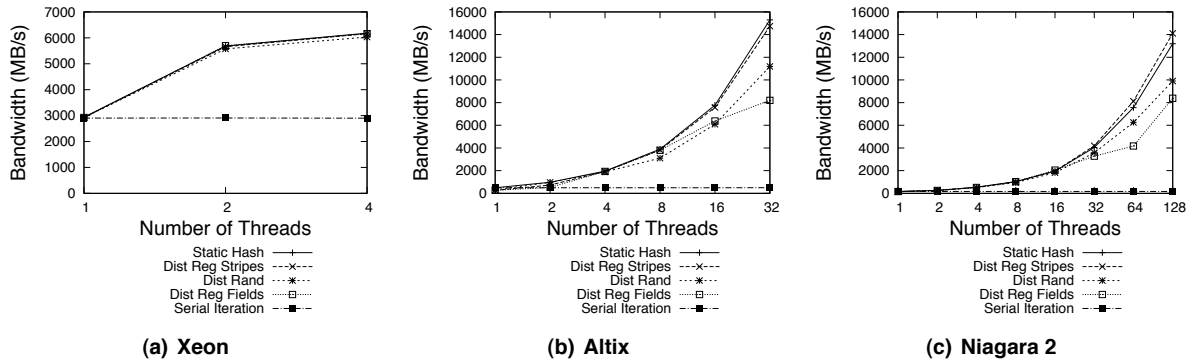 Bandwidth (MB/s)
7000
6000
5000
4000
3000
2000
1000
0
1
2
4
Number of Threads
Static Hash
Dist Reg Stripes
Dist Rand
Dist Reg Fields
Serial Iteration
(a) Xeon
Bandwidth (MB/s)
16000
14000
12000
10000
8000
6000
4000
2000
0
1
2
4
8
16
32
Number of Threads
Static Hash
Dist Reg Stripes
Dist Rand
Dist Reg Fields
Serial Iteration
(b) Altix
Bandwidth (MB/s)
16000
14000
12000
10000
8000
6000
4000
2000
0
1
2
4
8
16
32
64
128
Number of Threads
Static Hash
Dist Reg Stripes
Dist Rand
Dist Reg Fields
Serial Iteration
(c) Niagara 2